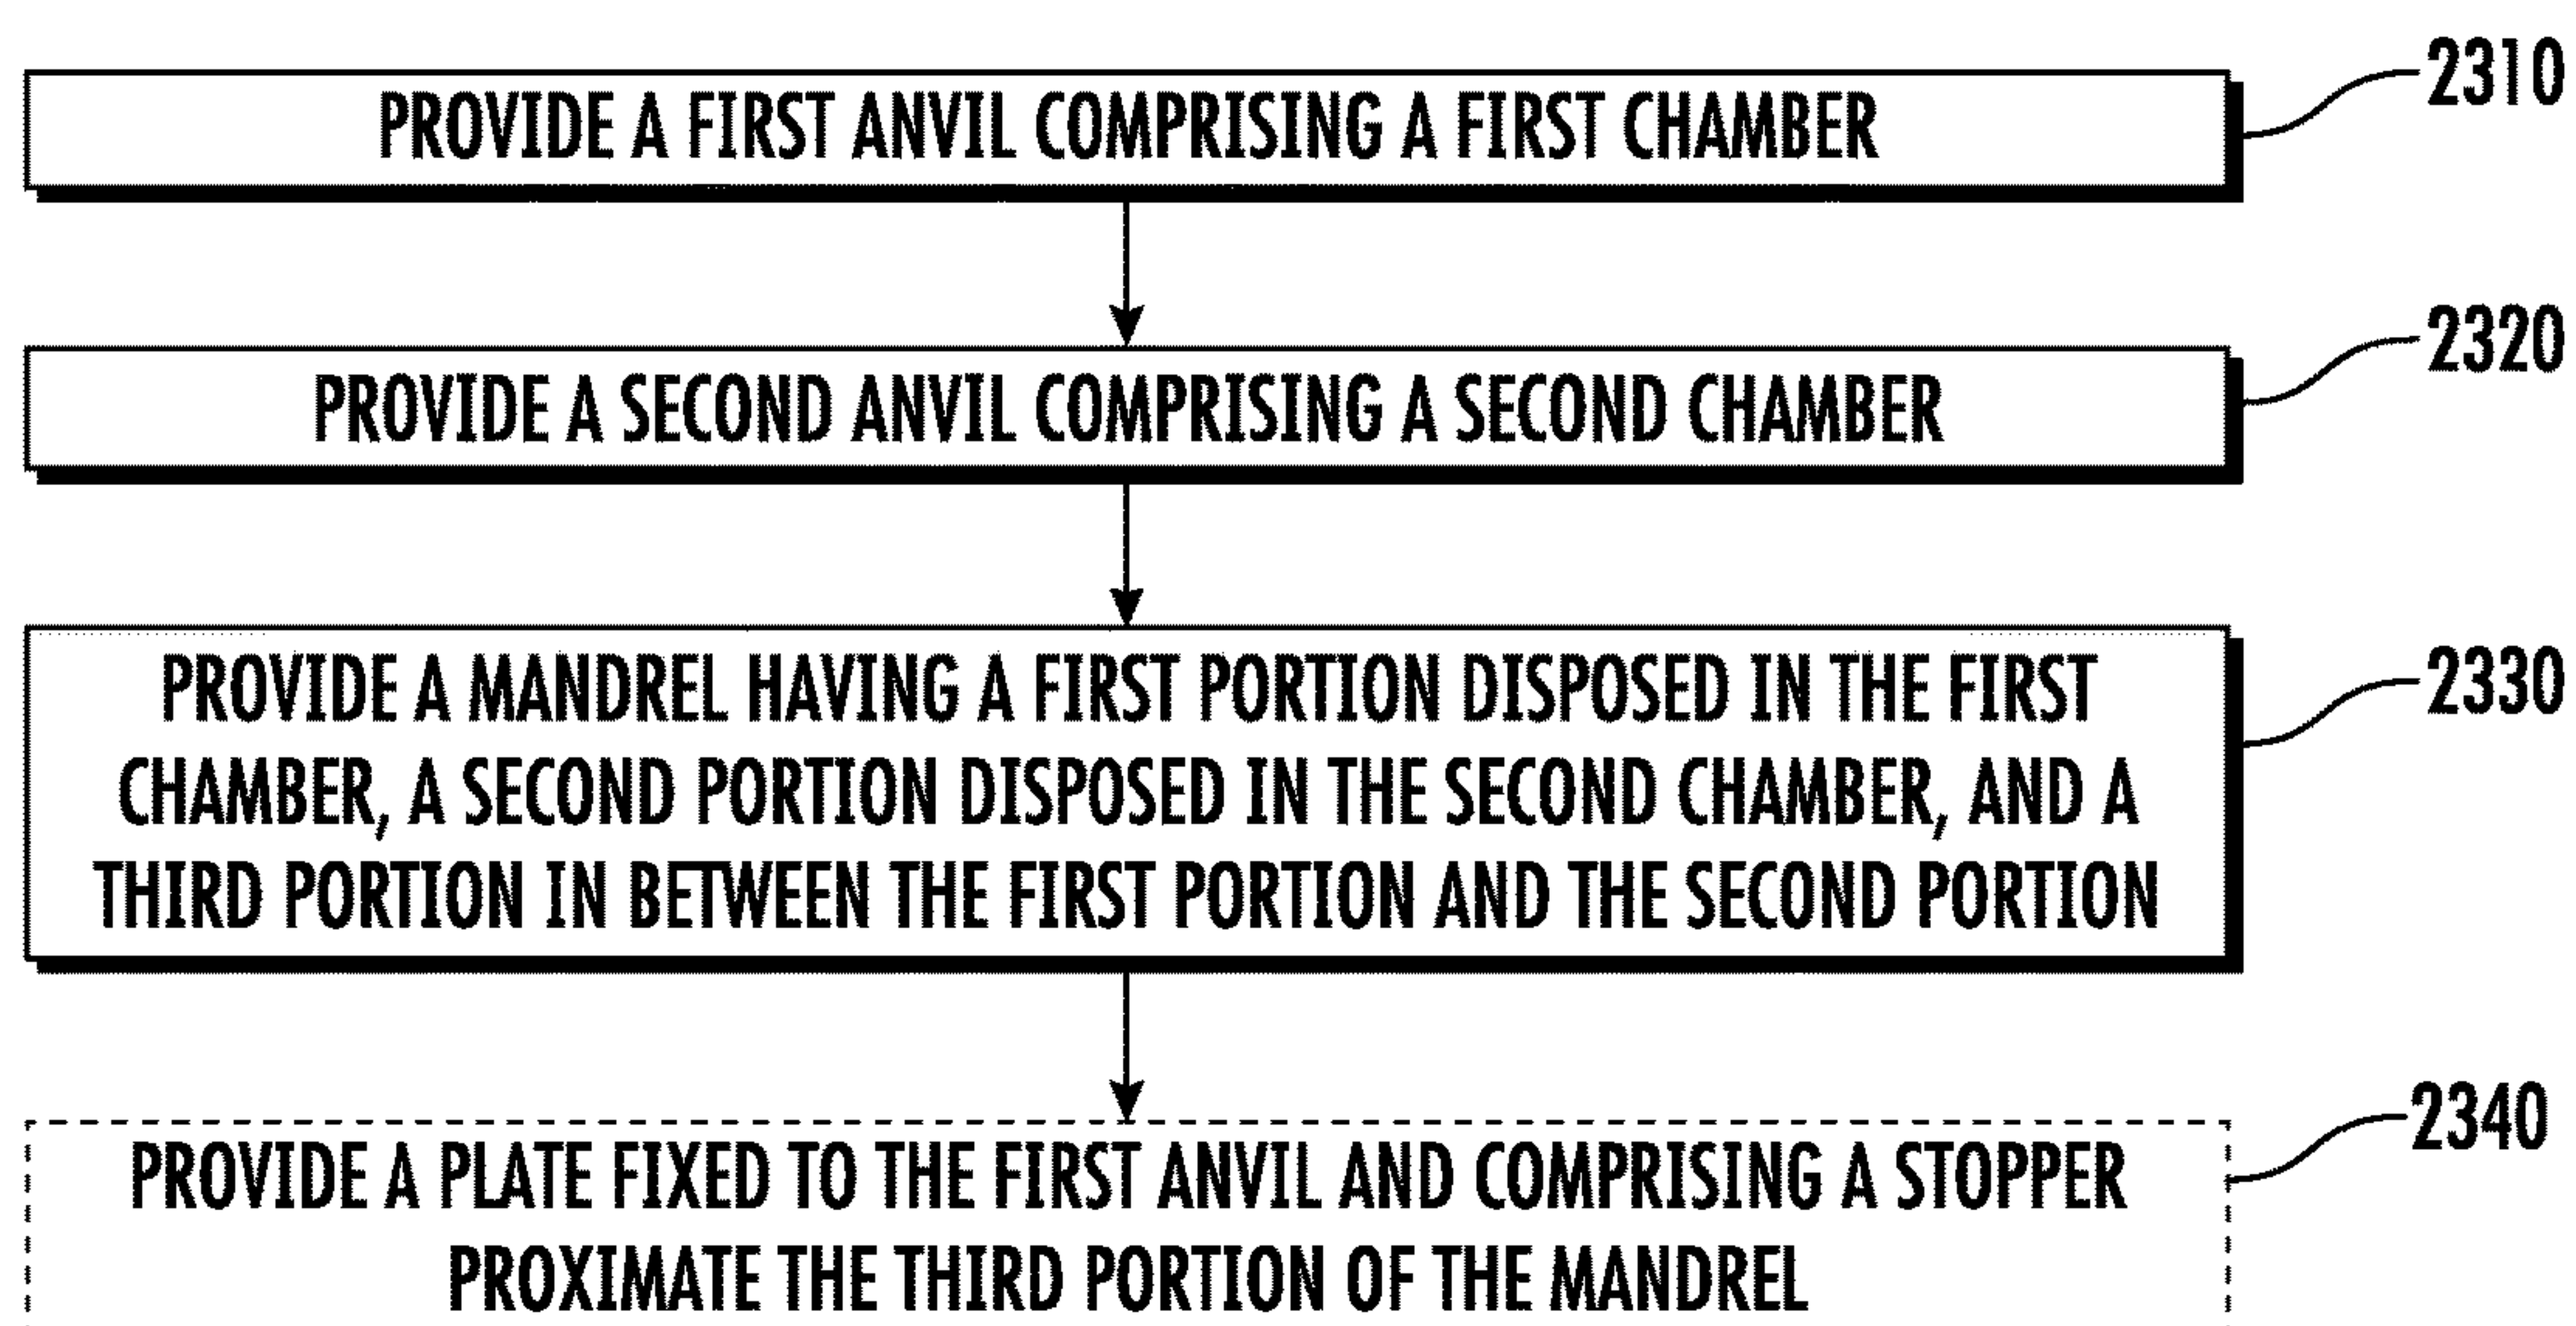 PROVIDE A FIRST ANVIL COMPRISING A FIRST CHAMBER
2310
PROVIDE A SECOND ANVIL COMPRISING A SECOND CHAMBER
2320
PROVIDE A MANDREL HAVING A FIRST PORTION DISPOSED IN THE FIRST
CHAMBER, A SECOND PORTION DISPOSED IN THE SECOND CHAMBER, AND A
THIRD PORTION IN BETWEEN THE FIRST PORTION AND THE SECOND PORTION
2330
PROVIDE A PLATE FIXED TO THE FIRST ANVIL AND COMPRISING A STOPPER
PROXIMATE THE THIRD PORTION OF THE MANDREL
2340